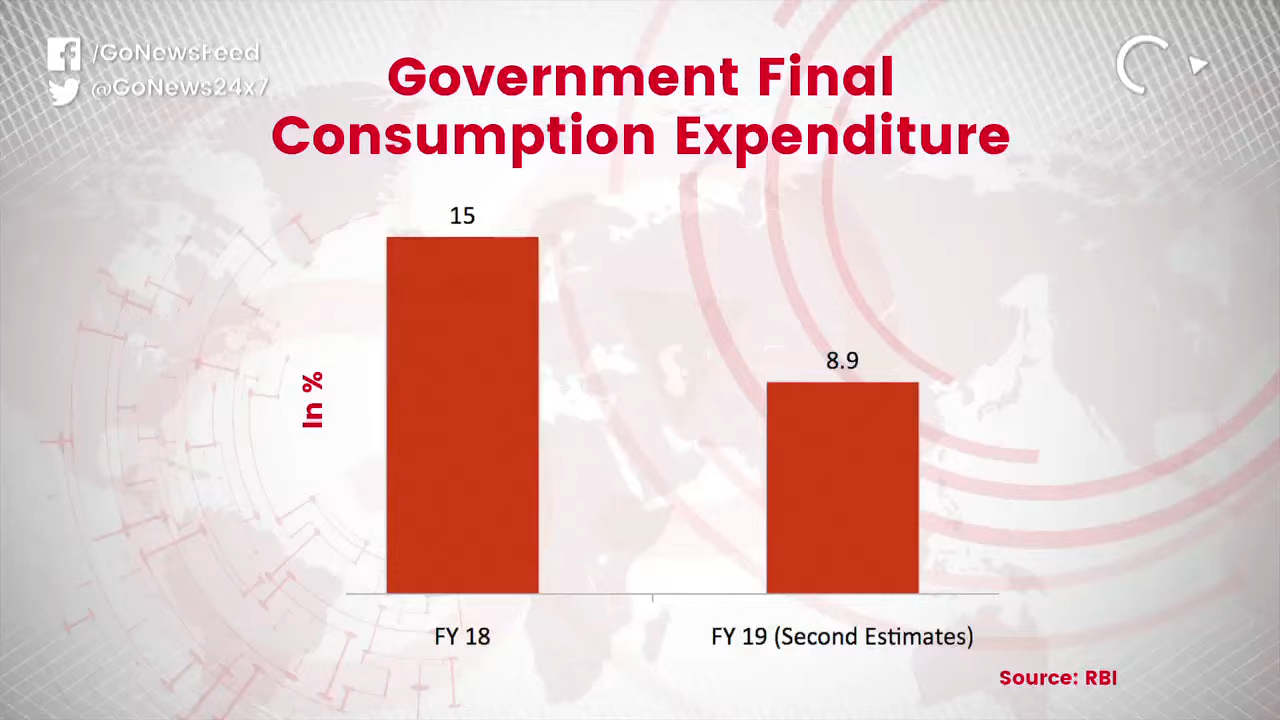 /GoNewsFeed
@GoNews24x7
Government Final
Consumption Expenditure
15
8.9
In %
FY 18
FY 19 (Second Estimates)
Source: RBI